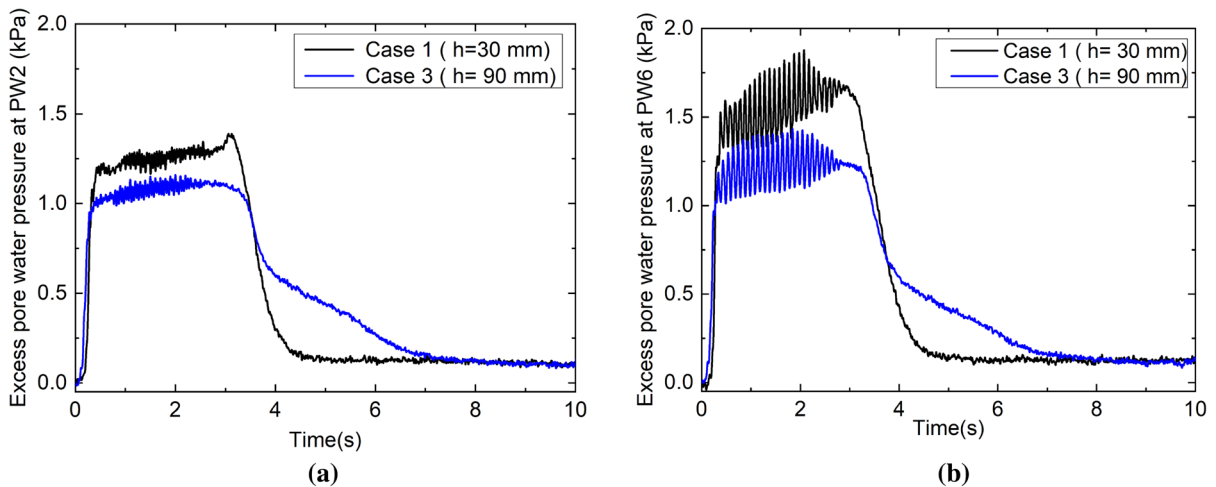 Excess pore water pressure at PW2 (kPa)
2.0
1.5
1.0
0.5
0.0
Case 1 ( h=30 mm)
Case 3 ( h= 90 mm)
0 2 4 6 8 10
Time(s)
(a)
Excess pore water pressure at PW6 (kPa)
2.0
1.5
1.0
0.5
0.0
Case 1 ( h= 30 mm)
Case 3 ( h= 90 mm)
0 2 4 6 8 10
Time(s)
(b)